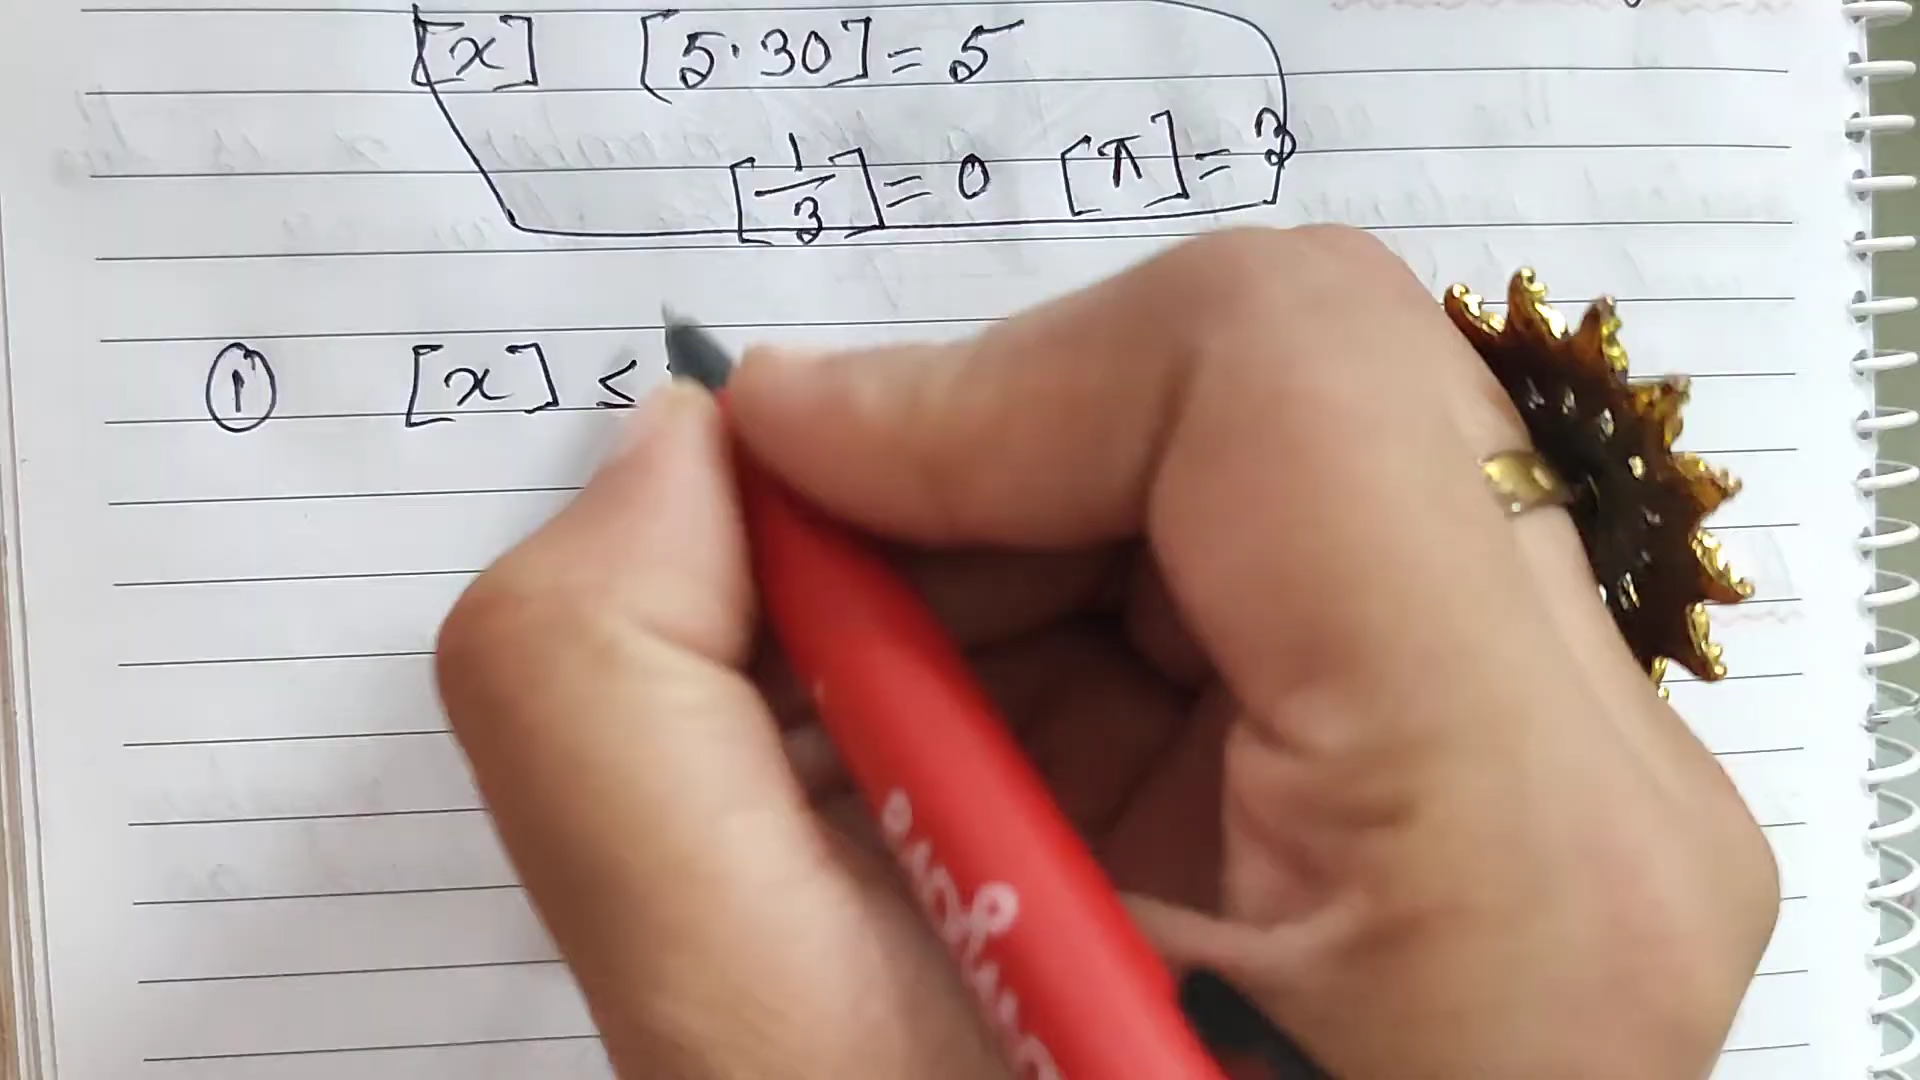 [x] [5.30] = 5
[1/3] = 0 [π] = 3
① [x] ≤